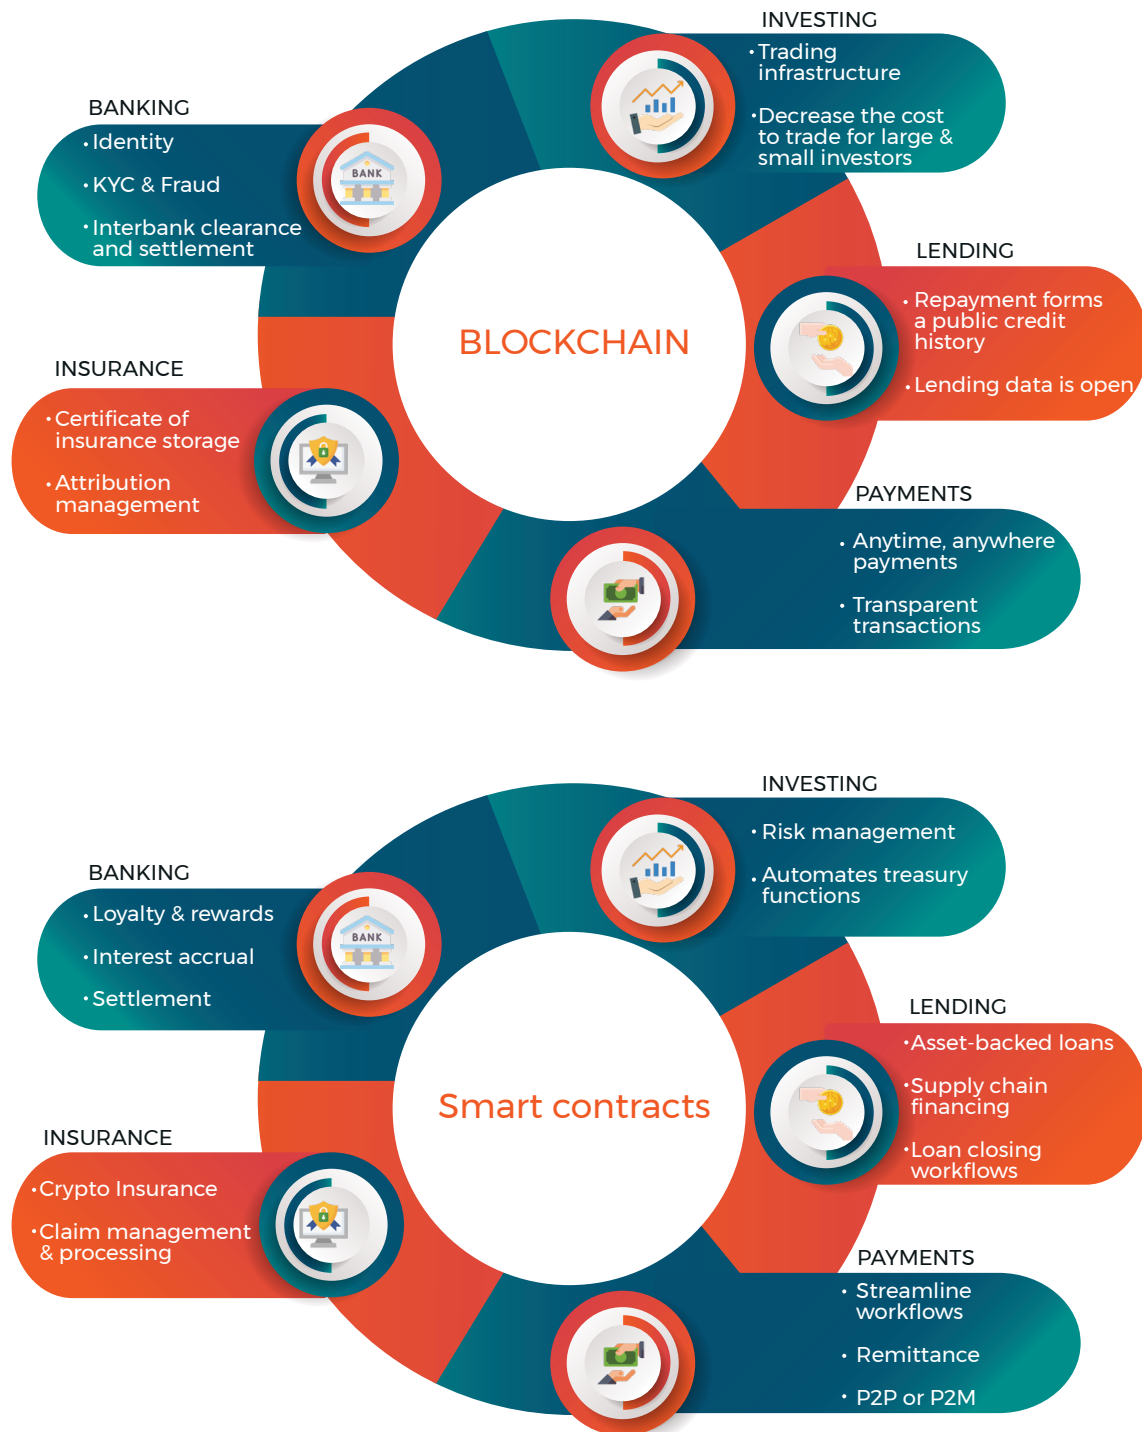 INVESTING
• Trading
infrastructure
• Decrease the cost
to trade for large &
small investors
BANKING
• Identity
• KYC & Fraud
• Interbank clearance
and settlement
BANK
LENDING
• Repayment forms
a public credit
history
• Lending data is open
BLOCKCHAIN
INSURANCE
• Certificate of
insurance storage
• Attribution
management
PAYMENTS
• Anytime, anywhere
payments
• Transparent
transactions
INVESTING
• Risk management
• Automates treasury
functions
BANKING
• Loyalty & rewards
• Interest accrual
• Settlement
BANK
LENDING
• Asset-backed loans
• Supply chain
financing
• Loan closing
workflows
Smart contracts
INSURANCE
• Crypto Insurance
• Claim management
& processing
PAYMENTS
• Streamline
workflows
• Remittance
• P2P or P2M